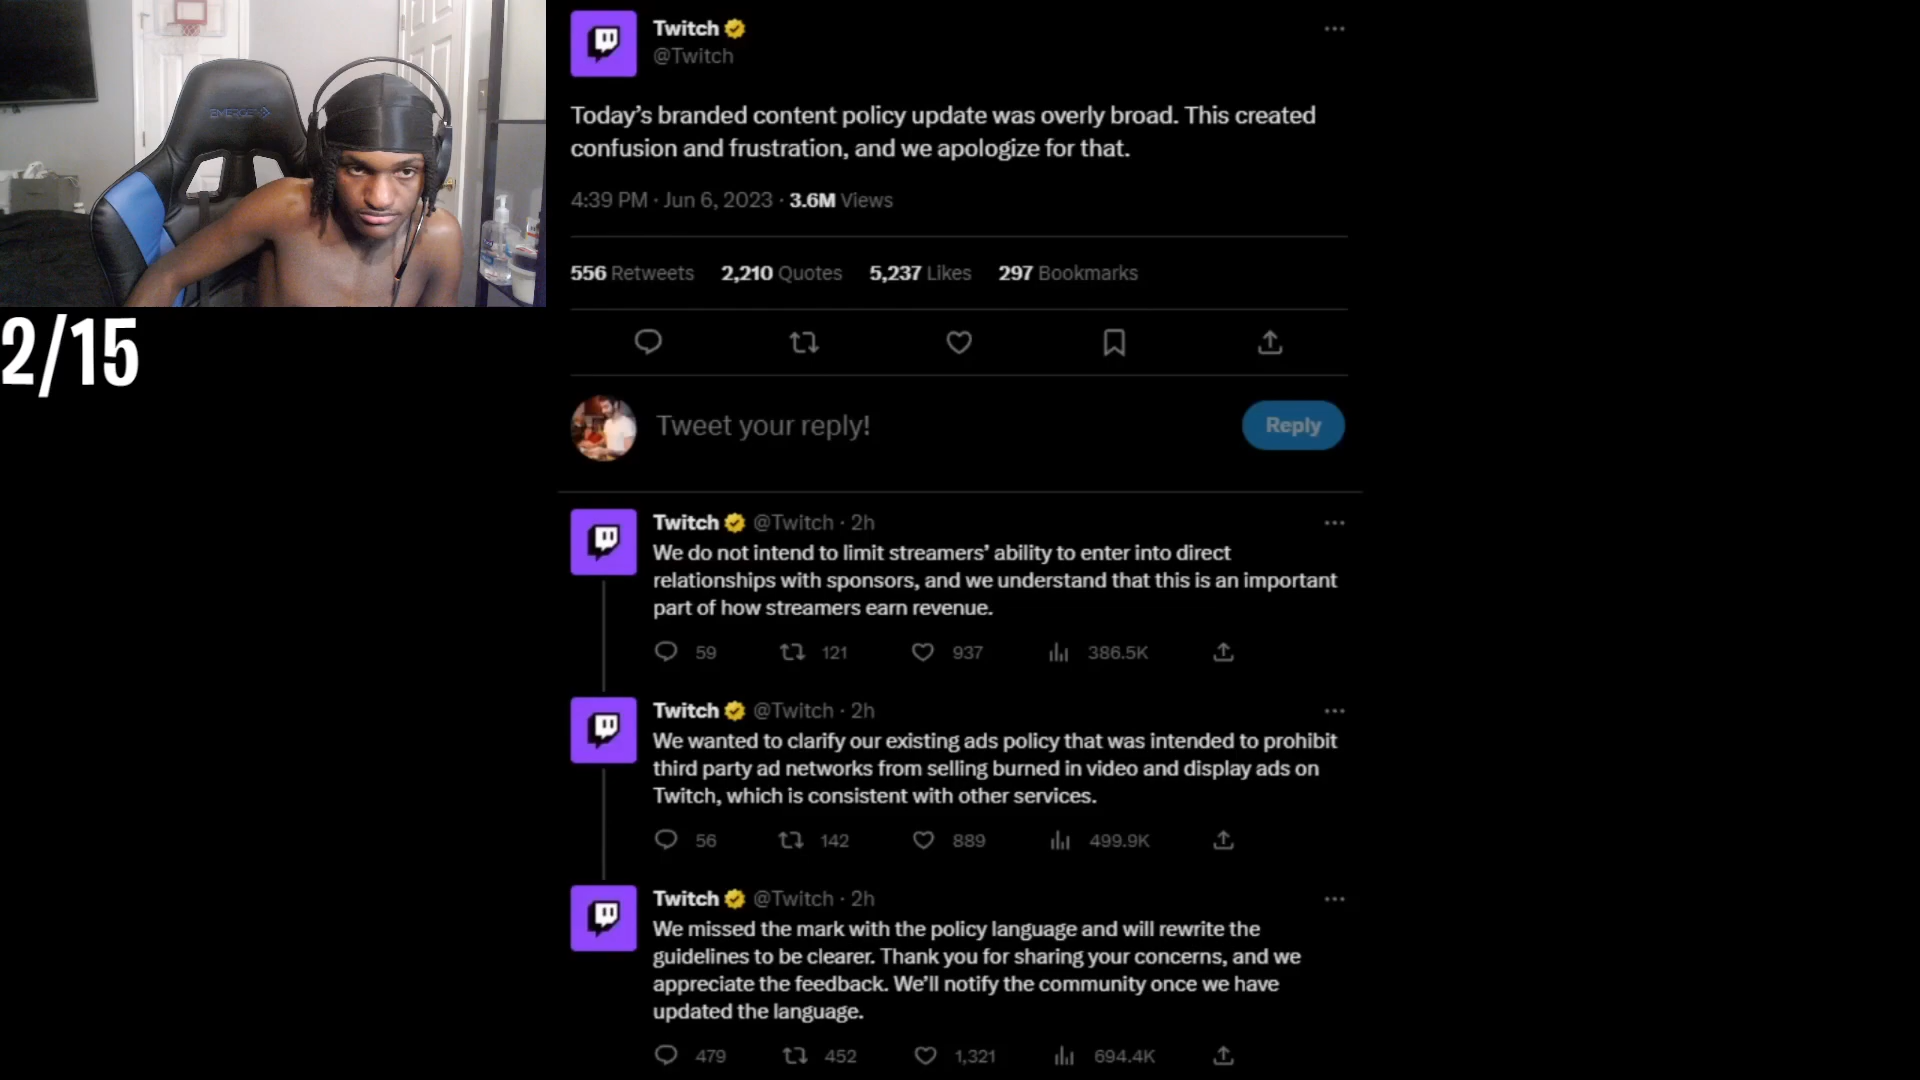 EMERGE
2/15
Twitch
@Twitch
Today’s branded content policy update was overly broad. This created
confusion and frustration, and we apologize for that.
4:39 PM · Jun 6, 2023 · 3.6M Views
556 Retweets 2,210 Quotes 5,237 Likes 297 Bookmarks
Tweet your reply!
Reply
Twitch @Twitch · 2h
We do not intend to limit streamers’ ability to enter into direct
relationships with sponsors, and we understand that this is an important
part of how streamers earn revenue.
59 121 937 386.5K
Twitch @Twitch · 2h
We wanted to clarify our existing ads policy that was intended to prohibit
third party ad networks from selling burned in video and display ads on
Twitch, which is consistent with other services.
56 142 889 499.9K
Twitch @Twitch · 2h
We missed the mark with the policy language and will rewrite the
guidelines to be clearer. Thank you for sharing your concerns, and we
appreciate the feedback. We’ll notify the community once we have
updated the language.
479 452 1,321 694.4K